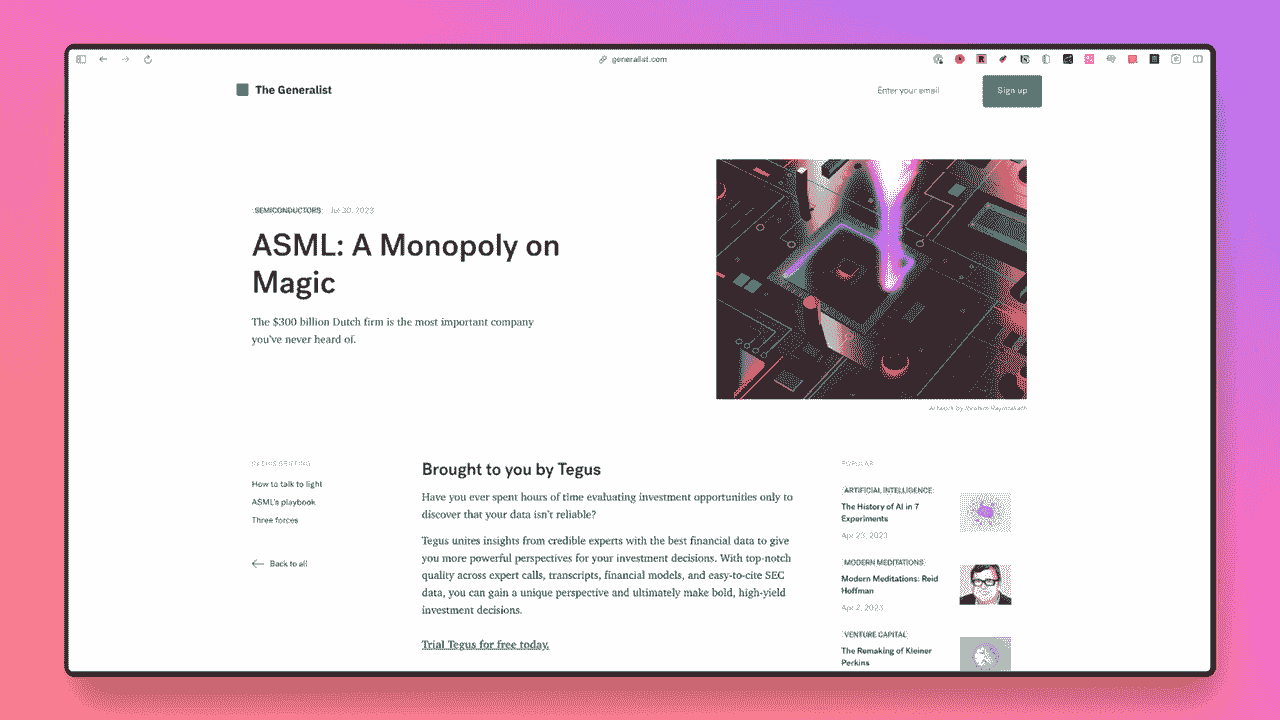 generalist.com
The Generalist
Enter your email
Sign up
SEMICONDUCTORS
2023
ASML: A Monopoly on
Magic
The $300 billion Dutch firm is the most important company
you've never heard of.
Artwork by
IN THIS BRIEFING
How to talk to light
ASML's playbook
Three forces
Back to all
Brought to you by Tegus
Have you ever spent hours of time evaluating investment opportunities only to
discover that your data isn't reliable?
Tegus unites insights from credible experts with the best financial data to give
you more powerful perspectives for your investment decisions. With top-notch
quality across expert calls, transcripts, financial models, and easy-to-cite SEC
data, you can gain a unique perspective and ultimately make bold, high-yield
investment decisions.
Trial Tegus for free today.
POPULAR
ARTIFICIAL INTELLIGENCE
The History of AI in 7
Experiments
Apr 23, 2023
MODERN MEDITATIONS
Modern Meditations: Reid
Hoffman
Apr 2, 2023
VENTURE CAPITAL
The Remaking of Kleiner
Perkins